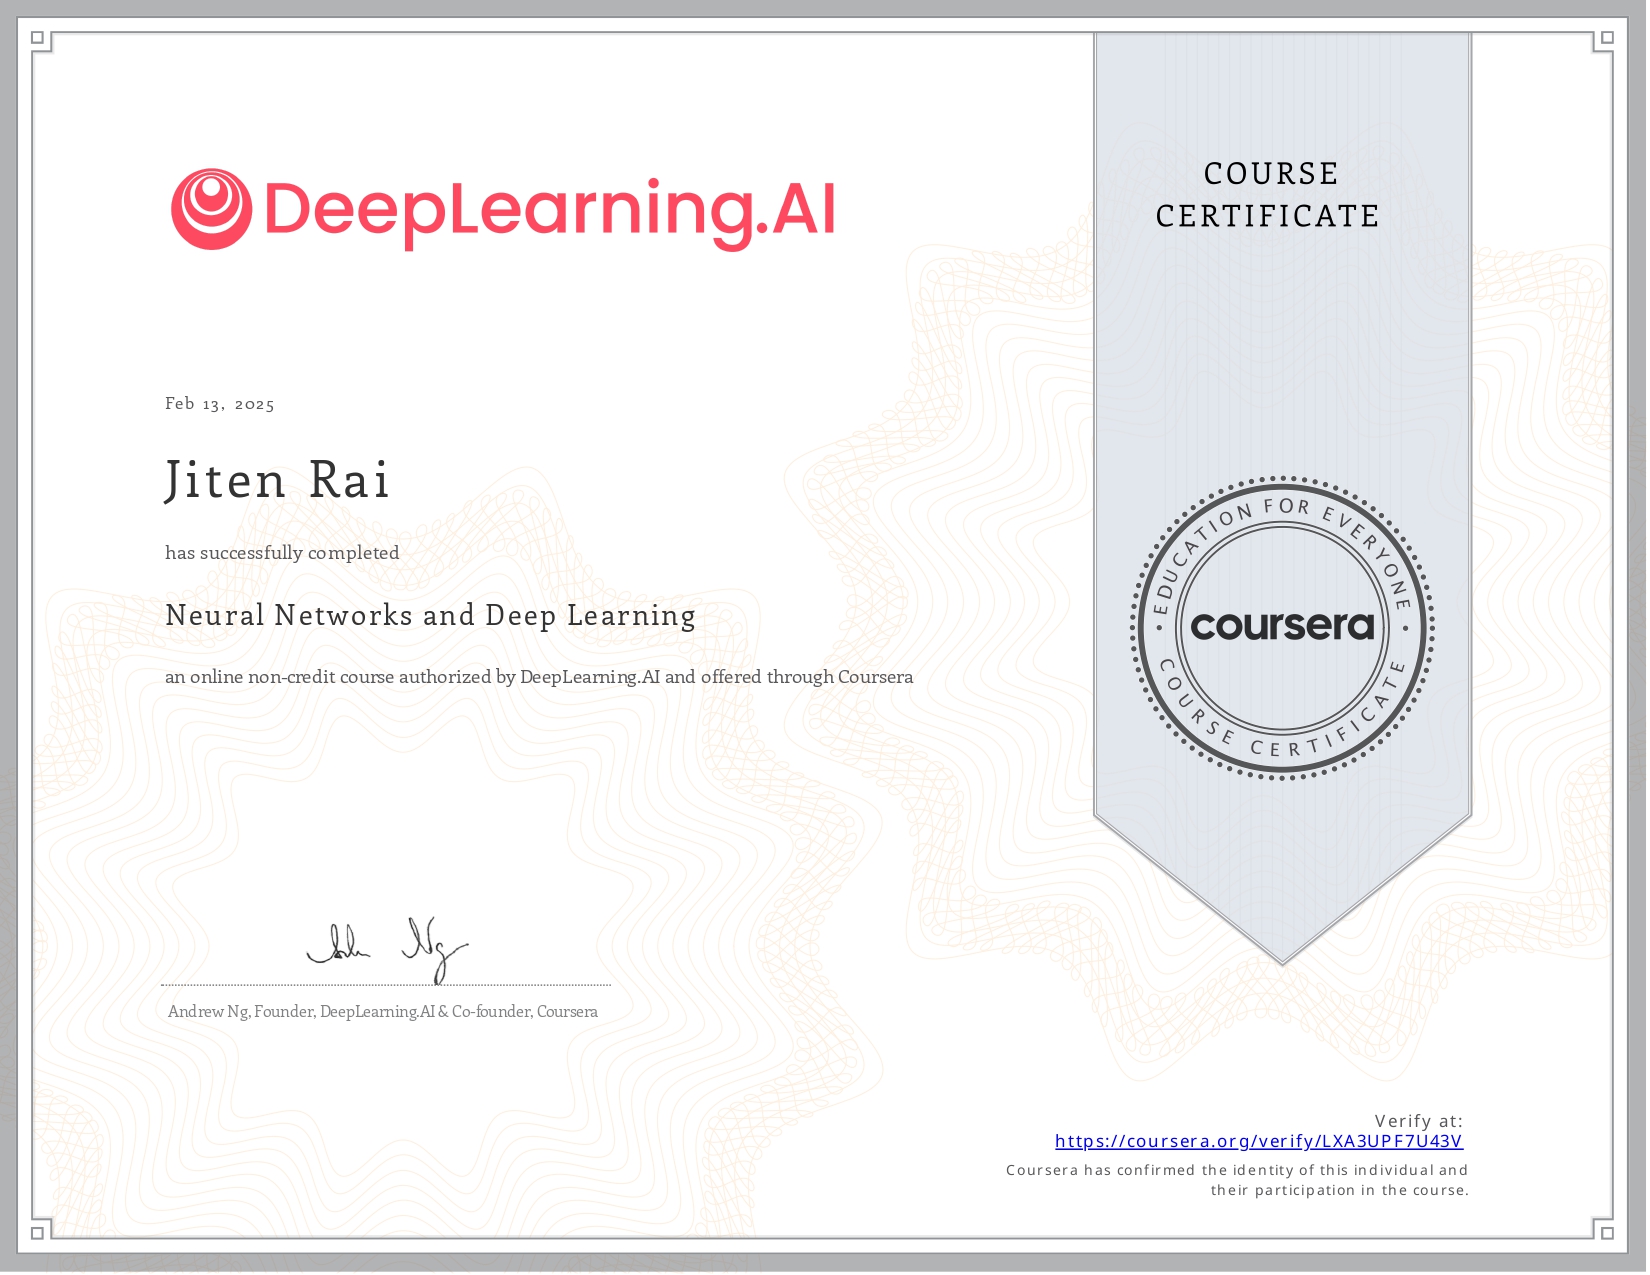 DeepLearning.AI
COURSE
CERTIFICATE
Feb 13, 2025
Jiten Rai
has successfully completed
Neural Networks and Deep Learning
an online non-credit course authorized by DeepLearning.AI and offered through Coursera
EDUCATION FOR EVERYONE
coursera
COURSE CERTIFICATE
Andrew Ng
Andrew Ng, Founder, DeepLearning.AI & Co-founder, Coursera
Verify at:
https://coursera.org/verify/LXA3UPF7U43V
Coursera has confirmed the identity of this individual and
their participation in the course.